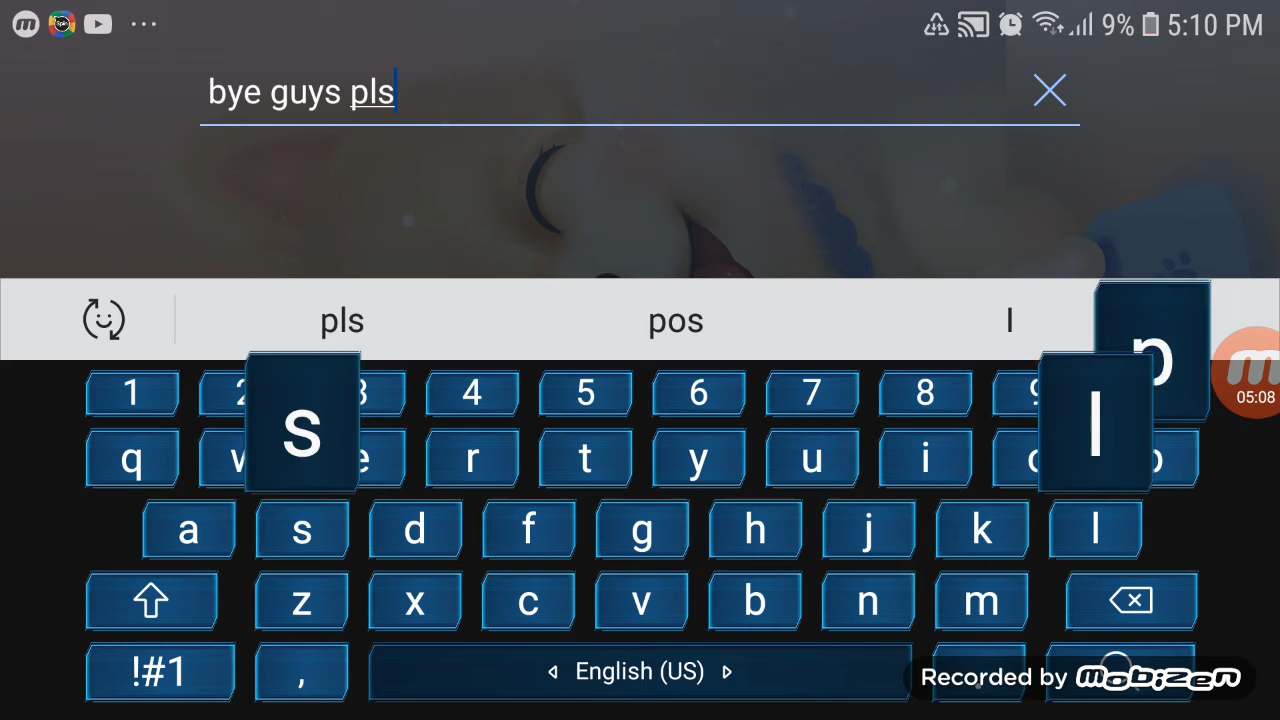 9% 5:10 PM
bye guys pls
pls pos I
p
05:08
s l
1 2 3 4 5 6 7 8 9
q w e r t y u i o p
a s d f g h j k l
z x c v b n m
!#1 , English (US) .
Recorded by mobizen